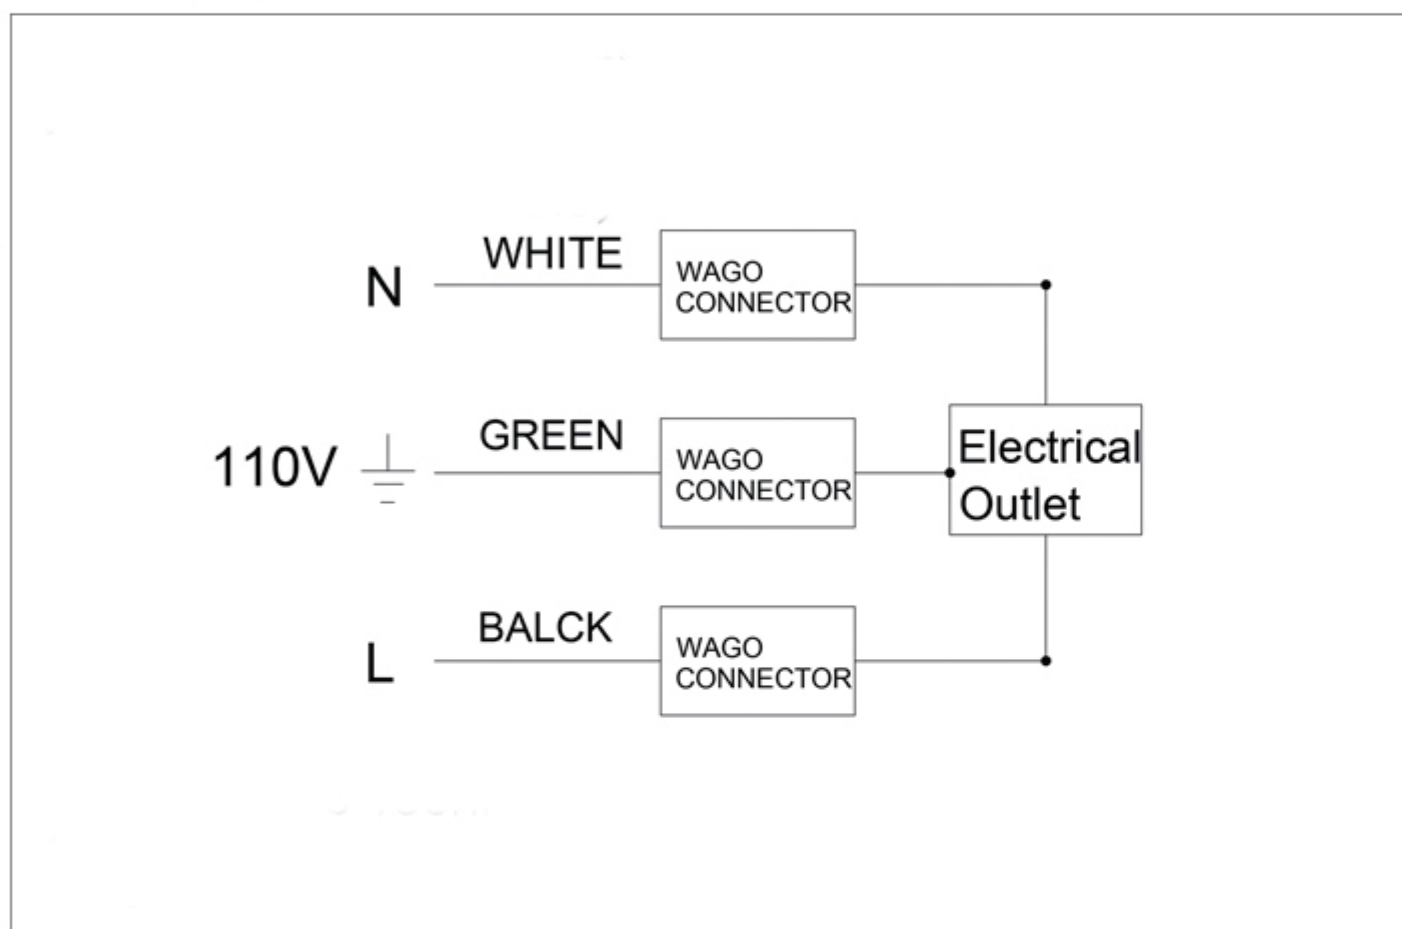 N
WHITE
WAGO
CONNECTOR
110V
GREEN
WAGO
CONNECTOR
Electrical
Outlet
L
BALCK
WAGO
CONNECTOR